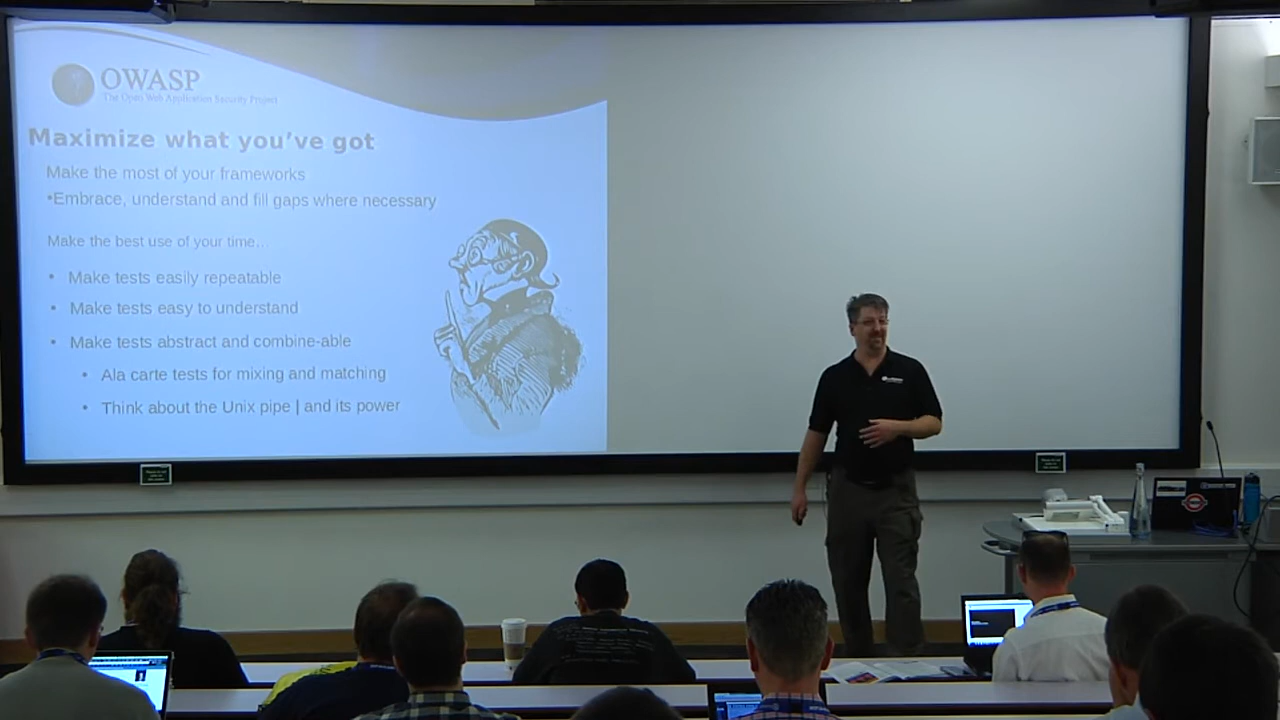 OWASP
The Open Web Application Security Project
Maximize what you've got
Make the most of your frameworks
•Embrace, understand and fill gaps where necessary
Make the best use of your time…
• Make tests easily repeatable
• Make tests easy to understand
• Make tests abstract and combine-able
• Ala carte tests for mixing and matching
• Think about the Unix pipe | and its power